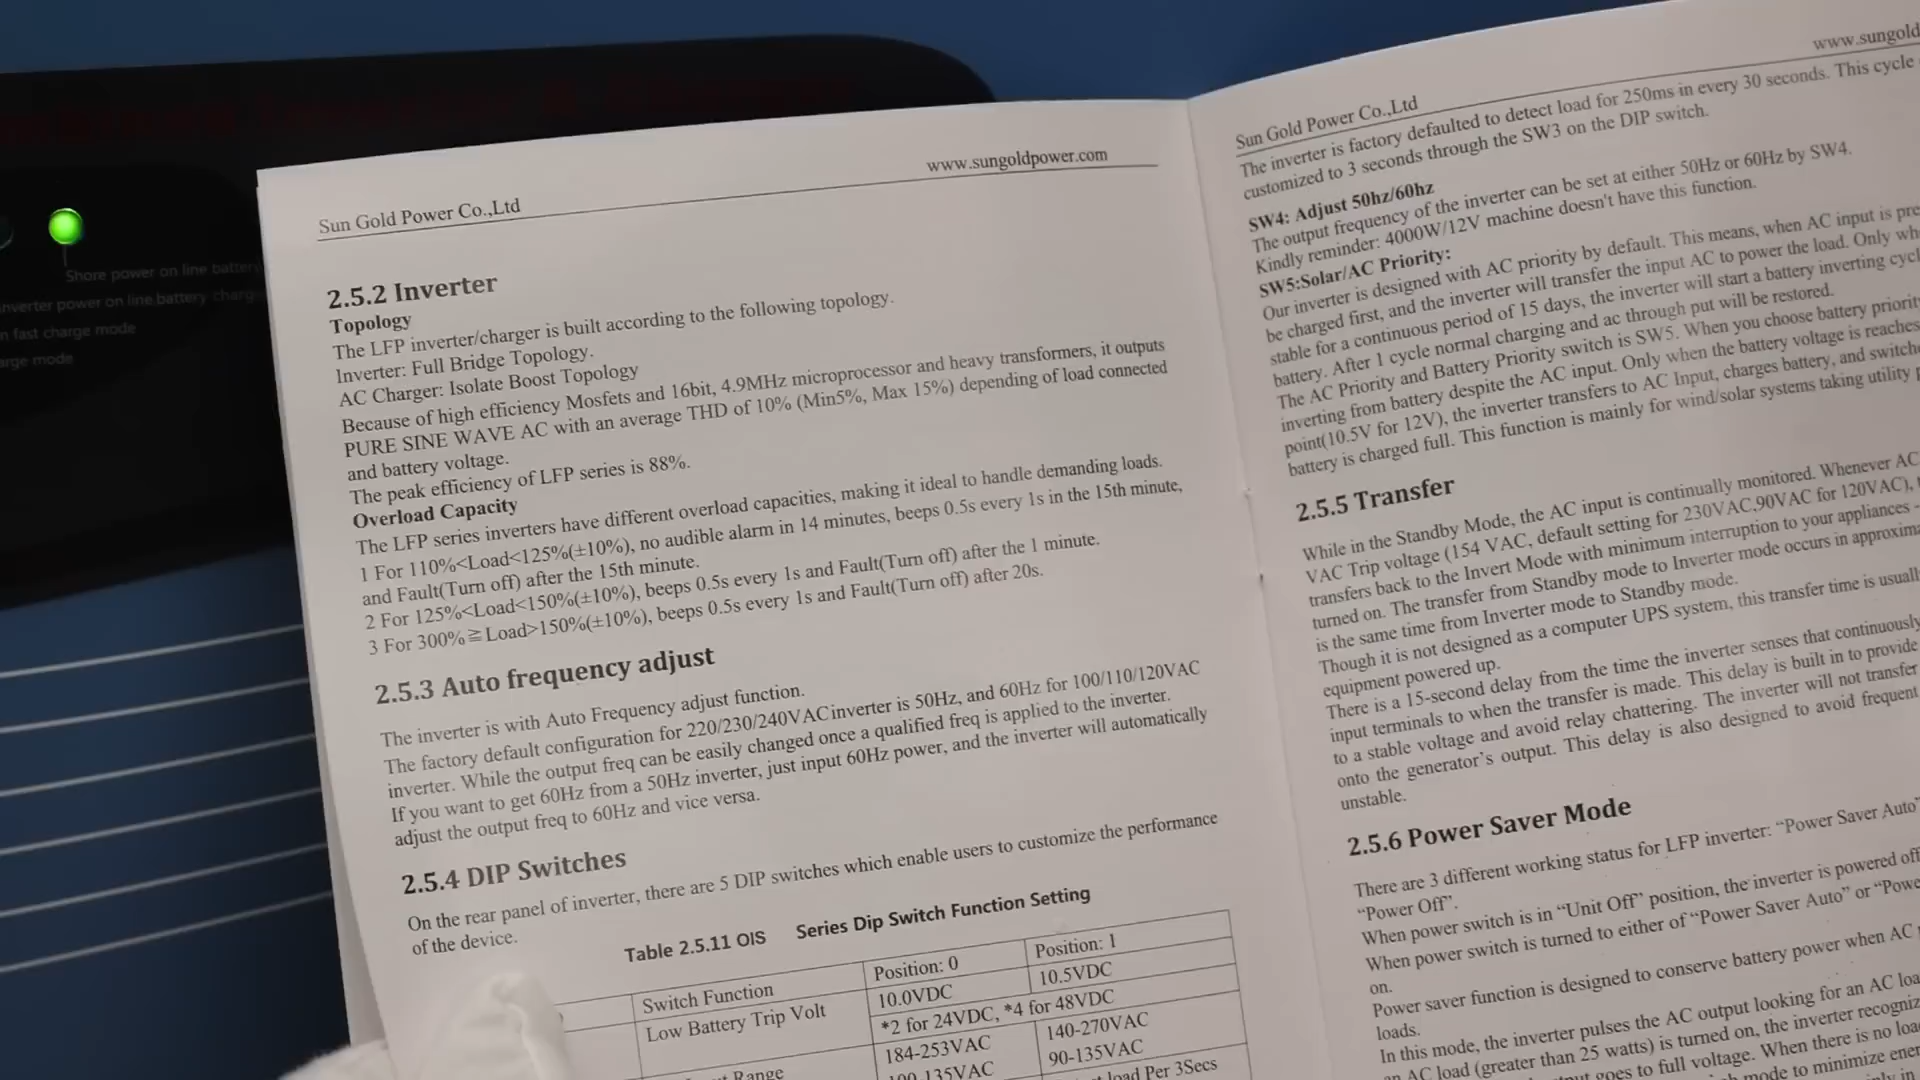 Shore power on line batter
nverter power on line,battery charg
n fast charge mode
arge mode
Sun Gold Power Co.,Ltd
www.sungoldpower.com
2.5.2 Inverter
Topology
The LFP inverter/charger is built according to the following topology.
Inverter: Full Bridge Topology.
AC Charger: Isolate Boost Topology
Because of high efficiency Mosfets and 16bit, 4.9MHz microprocessor and heavy transformers, it outputs
PURE SINE WAVE AC with an average THD of 10% (Min5%, Max 15%) depending of load connected
and battery voltage.
The peak efficiency of LFP series is 88%.
Overload Capacity
The LFP series inverters have different overload capacities, making it ideal to handle demanding loads.
1 For 110%<Load<125%(±10%), no audible alarm in 14 minutes, beeps 0.5s every 1s in the 15th minute,
and Fault(Turn off) after the 15th minute.
2 For 125%<Load<150%(±10%), beeps 0.5s every 1s and Fault(Turn off) after the 1 minute.
3 For 300%≧Load>150%(±10%), beeps 0.5s every 1s and Fault(Turn off) after 20s.
2.5.3 Auto frequency adjust
The inverter is with Auto Frequency adjust function.
The factory default configuration for 220/230/240VACinverter is 50Hz, and 60Hz for 100/110/120VAC
inverter. While the output freq can be easily changed once a qualified freq is applied to the inverter.
If you want to get 60Hz from a 50Hz inverter, just input 60Hz power, and the inverter will automatically
adjust the output freq to 60Hz and vice versa.
2.5.4 DIP Switches
On the rear panel of inverter, there are 5 DIP switches which enable users to customize the performance
of the device.
Table 2.5.11 OIS Series Dip Switch Function Setting
Switch Function Position: 0 Position: 1
Low Battery Trip Volt 10.0VDC 10.5VDC
*2 for 24VDC, *4 for 48VDC
184-253VAC 140-270VAC
Range 100-135VAC 90-135VAC
load Per 3Secs
www.sungold
Sun Gold Power Co.,Ltd
The inverter is factory defaulted to detect load for 250ms in every 30 seconds. This cycle
customized to 3 seconds through the SW3 on the DIP switch.
SW4: Adjust 50hz/60hz
The output frequency of the inverter can be set at either 50Hz or 60Hz by SW4.
Kindly reminder: 4000W/12V machine doesn't have this function.
SW5:Solar/AC Priority:
Our inverter is designed with AC priority by default. This means, when AC input is pre
be charged first, and the inverter will transfer the input AC to power the load. Only wh
stable for a continuous period of 15 days, the inverter will start a battery inverting cycl
battery. After 1 cycle normal charging and ac through put will be restored.
The AC Priority and Battery Priority switch is SW5. When you choose battery priority
inverting from battery despite the AC input. Only when the battery voltage is reaches
point(10.5V for 12V), the inverter transfers to AC Input, charges battery, and switche
battery is charged full. This function is mainly for wind/solar systems taking utility p
2.5.5 Transfer
While in the Standby Mode, the AC input is continually monitored. Whenever AC
VAC Trip voltage (154 VAC, default setting for 230VAC,90VAC for 120VAC),
transfers back to the Invert Mode with minimum interruption to your appliances -
turned on. The transfer from Standby mode to Inverter mode occurs in approxima
is the same time from Inverter mode to Standby mode.
Though it is not designed as a computer UPS system, this transfer time is usuall
equipment powered up.
There is a 15-second delay from the time the inverter senses that continuously
input terminals to when the transfer is made. This delay is built in to provide
to a stable voltage and avoid relay chattering. The inverter will not transfer
onto the generator's output. This delay is also designed to avoid frequent
unstable.
2.5.6 Power Saver Mode
There are 3 different working status for LFP inverter: “Power Saver Auto”
“Power Off”.
When power switch is in “Unit Off” position, the inverter is powered off
When power switch is turned to either of “Power Saver Auto” or “Powe
on.
Power saver function is designed to conserve battery power when AC
loads.
In this mode, the inverter pulses the AC output looking for an AC loa
an AC load (greater than 25 watts) is turned on, the inverter recogniz
goes to full voltage. When there is no loa
mode to minimize ener